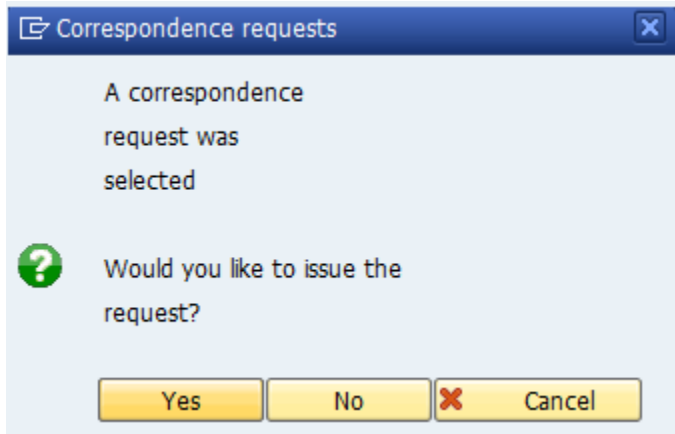 Correspondence requests
A correspondence
request was
selected
Would you like to issue the
request?
Yes No Cancel